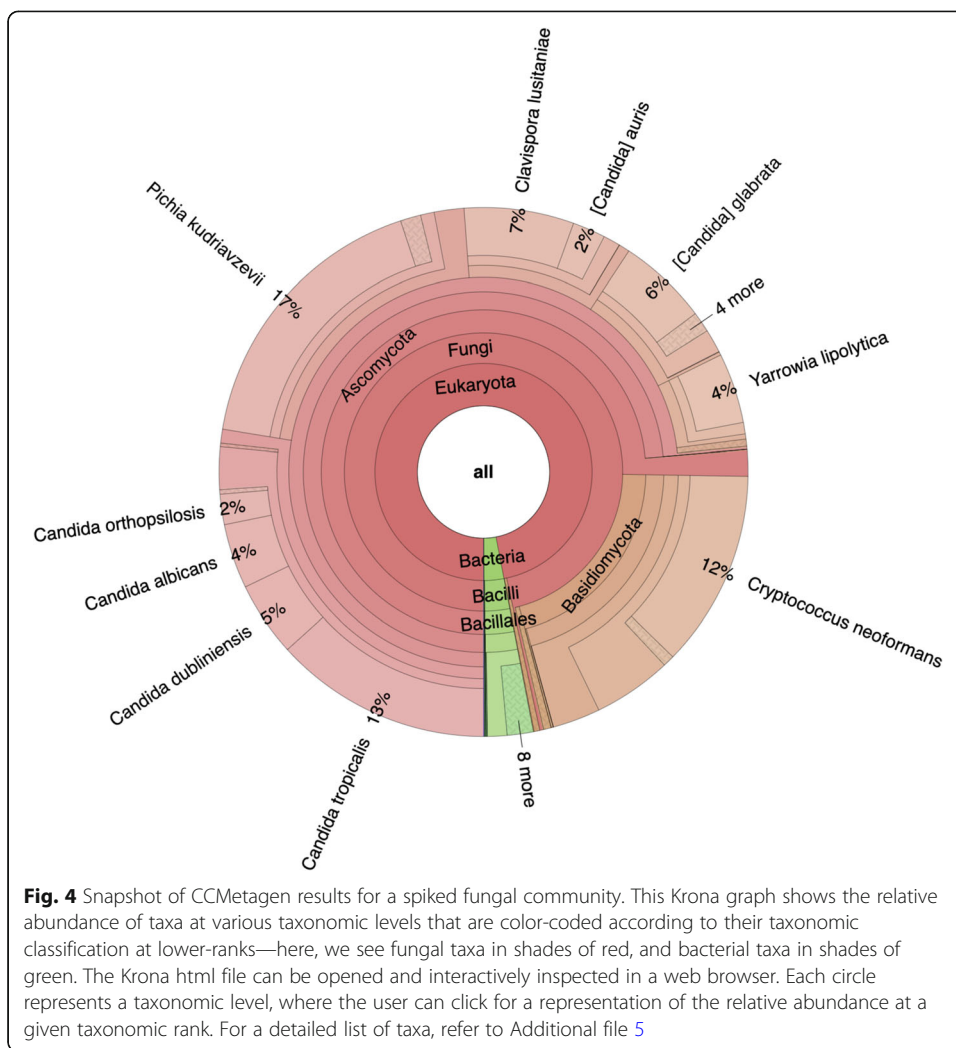 Clavispora lusitaniae
7%
[Candida] auris
2%
[Candida] glabrata
6%
4 more
Yarrowia lipolytica
4%
Pichia kudriavzevii
17%
Ascomycota
Fungi
Eukaryota
all
Bacteria
Bacilli
Bacillales
Basidiomycota
12%
Cryptococcus neoformans
Candida orthopsilosis
2%
Candida albicans
4%
Candida dubliniensis
5%
Candida tropicalis
13%
8 more
Fig. 4 Snapshot of CCMetagen results for a spiked fungal community. This Krona graph shows the relative
abundance of taxa at various taxonomic levels that are color-coded according to their taxonomic
classification at lower-ranks—here, we see fungal taxa in shades of red, and bacterial taxa in shades of
green. The Krona html file can be opened and interactively inspected in a web browser. Each circle
represents a taxonomic level, where the user can click for a representation of the relative abundance at a
given taxonomic rank. For a detailed list of taxa, refer to Additional file 5